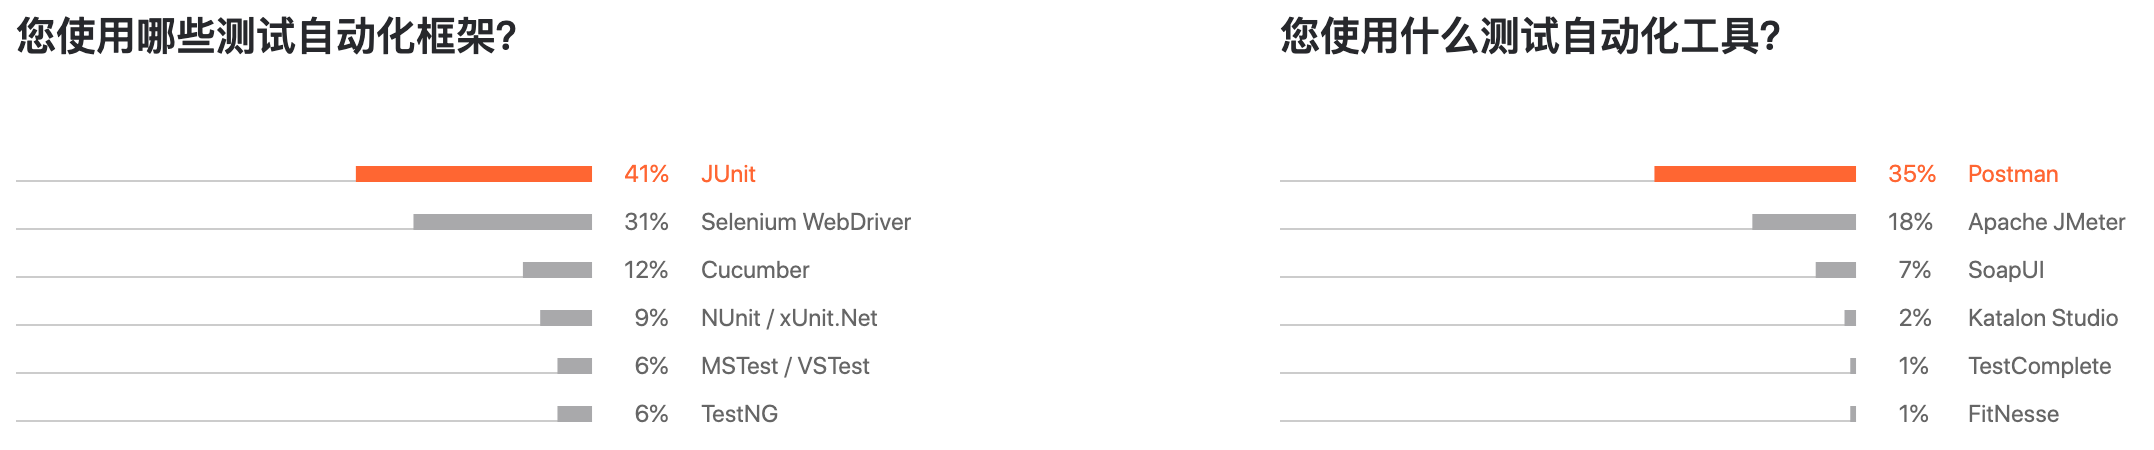 您使用哪些测试自动化框架?
41% JUnit
31% Selenium WebDriver
12% Cucumber
9% NUnit / xUnit.Net
6% MSTest / VSTest
6% TestNG
您使用什么测试自动化工具?
35% Postman
18% Apache JMeter
7% SoapUI
2% Katalon Studio
1% TestComplete
1% FitNesse